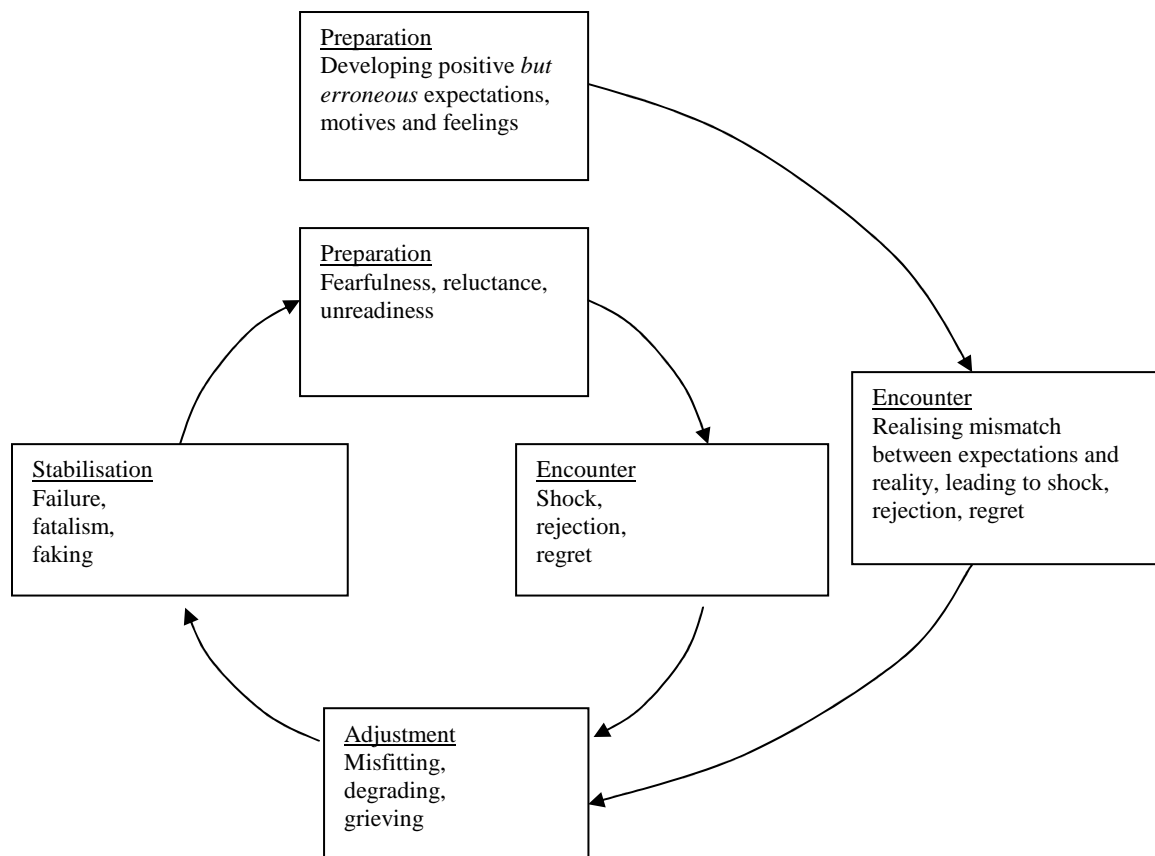 Preparation
Developing positive but
erroneous expectations,
motives and feelings
Preparation
Fearfulness, reluctance,
unreadiness
Encounter
Realising mismatch
between expectations and
reality, leading to shock,
rejection, regret
Stabilisation
Failure,
fatalism,
faking
Encounter
Shock,
rejection,
regret
Adjustment
Misfitting,
degrading,
grieving